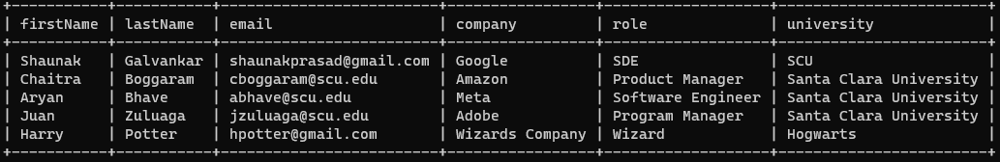 | firstName | lastName | email | company | role | university |
| Shaunak | Galvankar | shaunakprasad@gmail.com | Google | SDE | SCU |
| Chaitra | Boggaram | cboggaram@scu.edu | Amazon | Product Manager | Santa Clara University |
| Aryan | Bhave | abhave@scu.edu | Meta | Software Engineer | Santa Clara University |
| Juan | Zuluaga | jzuluaga@scu.edu | Adobe | Program Manager | Santa Clara University |
| Harry | Potter | hpotter@gmail.com | Wizards Company | Wizard | Hogwarts |